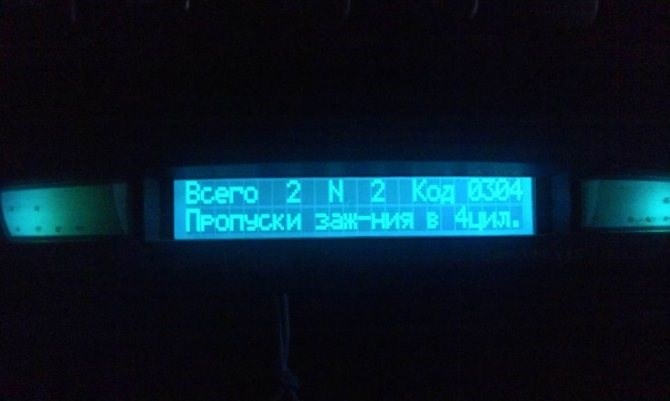 Всего 2 N 2 Код 0304
Пропуски заж-ния в 4цил.